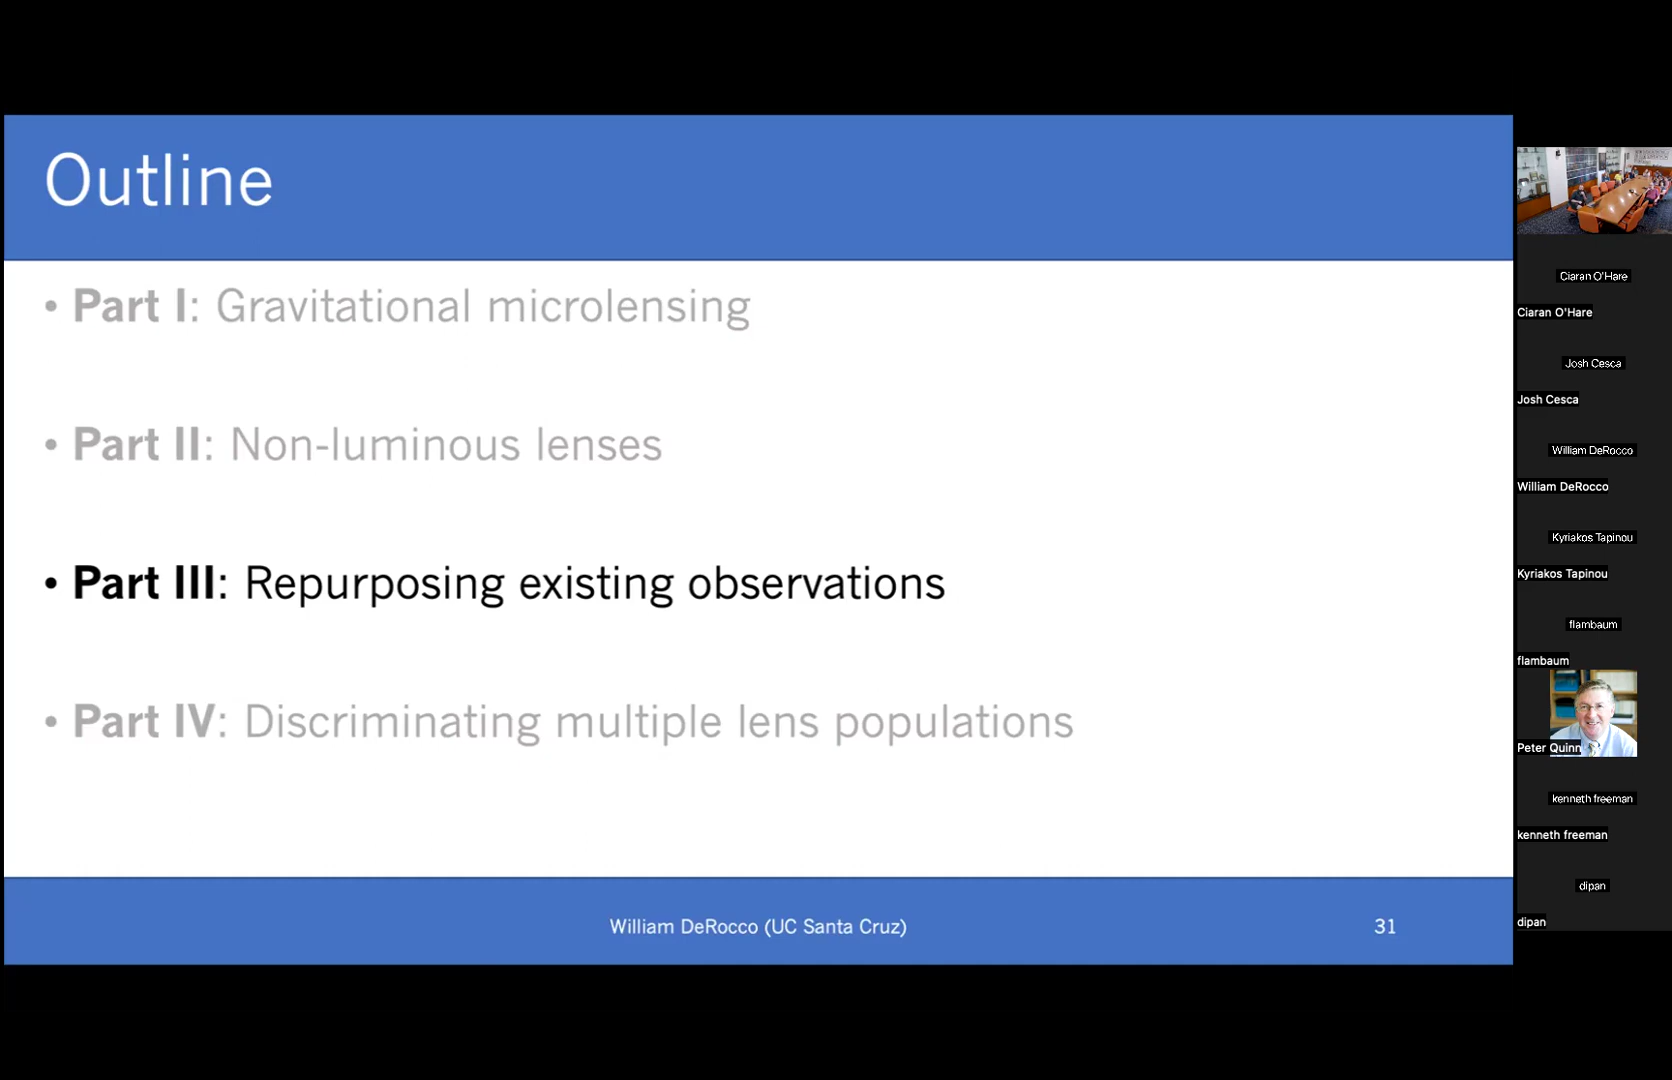 Outline
• Part I: Gravitational microlensing
• Part II: Non-luminous lenses
• Part III: Repurposing existing observations
• Part IV: Discriminating multiple lens populations
William DeRocco (UC Santa Cruz)
31
Ciaran O'Hare
Ciaran O'Hare
Josh Cesca
Josh Cesca
William DeRocco
William DeRocco
Kyriakos Tapinou
Kyriakos Tapinou
flambaum
flambaum
Peter Quinn
kenneth freeman
kenneth freeman
dipan
dipan